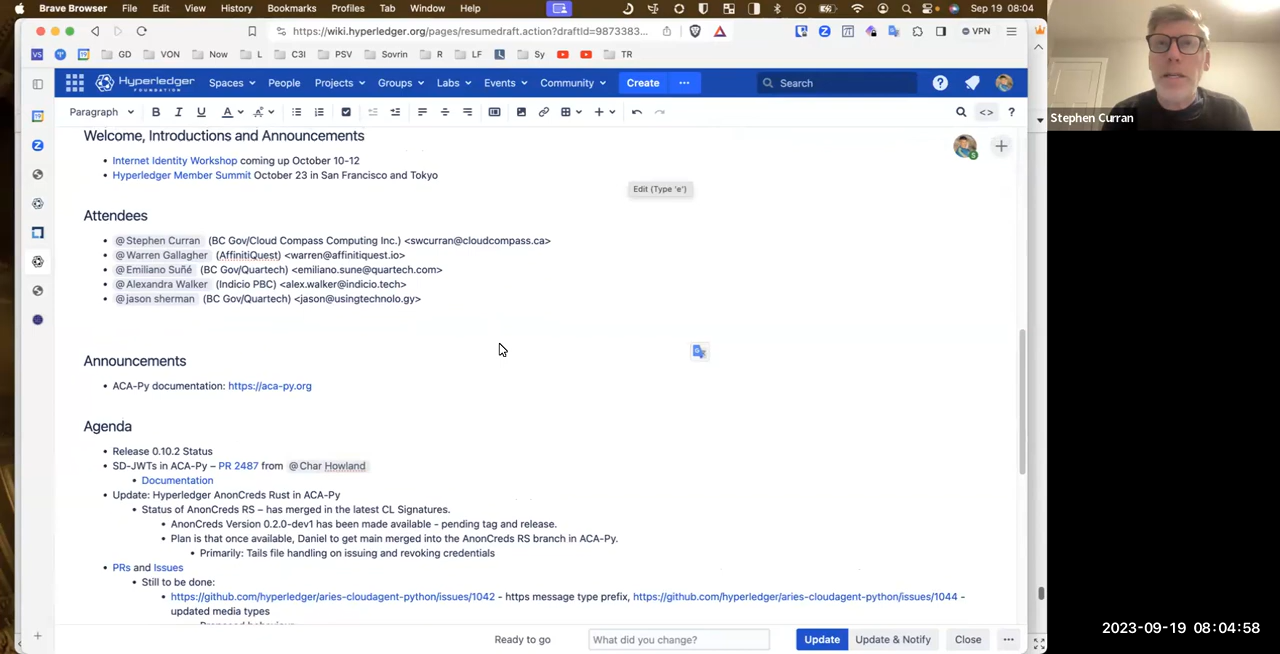 Brave Browser File Edit View History Bookmarks Profiles Tab Window Help Sep 19 08:04
https://wiki.hyperledger.org/pages/resumedraft.action?draftId=9873383... VPN
GD VON Now L C3I PSV Sovrin R LF Sy TR
HYPERLEDGER FOUNDATION Spaces People Projects Groups Labs Events Community Create Search
Paragraph B I U A
Stephen Curran
Welcome, Introductions and Announcements
Internet Identity Workshop coming up October 10-12
Hyperledger Member Summit October 23 in San Francisco and Tokyo
Edit (Type 'e')
Attendees
@Stephen Curran (BC Gov/Cloud Compass Computing Inc.) <swcurran@cloudcompass.ca>
@Warren Gallagher (AffinitiQuest) <warren@affinitiquest.io>
@Emiliano Suñé (BC Gov/Quartech) <emiliano.sune@quartech.com>
@Alexandra Walker (Indicio PBC) <alex.walker@indicio.tech>
@jason sherman (BC Gov/Quartech) <jason@usingtechnolo.gy>
Announcements
ACA-Py documentation: https://aca-py.org
Agenda
Release 0.10.2 Status
SD-JWTs in ACA-Py – PR 2487 from @Char Howland
Documentation
Update: Hyperledger AnonCreds Rust in ACA-Py
Status of AnonCreds RS – has merged in the latest CL Signatures.
AnonCreds Version 0.2.0-dev1 has been made available - pending tag and release.
Plan is that once available, Daniel to get main merged into the AnonCreds RS branch in ACA-Py.
Primarily: Tails file handling on issuing and revoking credentials
PRs and Issues
Still to be done:
https://github.com/hyperledger/aries-cloudagent-python/issues/1042 - https message type prefix, https://github.com/hyperledger/aries-cloudagent-python/issues/1044 -
updated media types
Ready to go What did you change? Update Update & Notify Close
2023-09-19 08:04:58